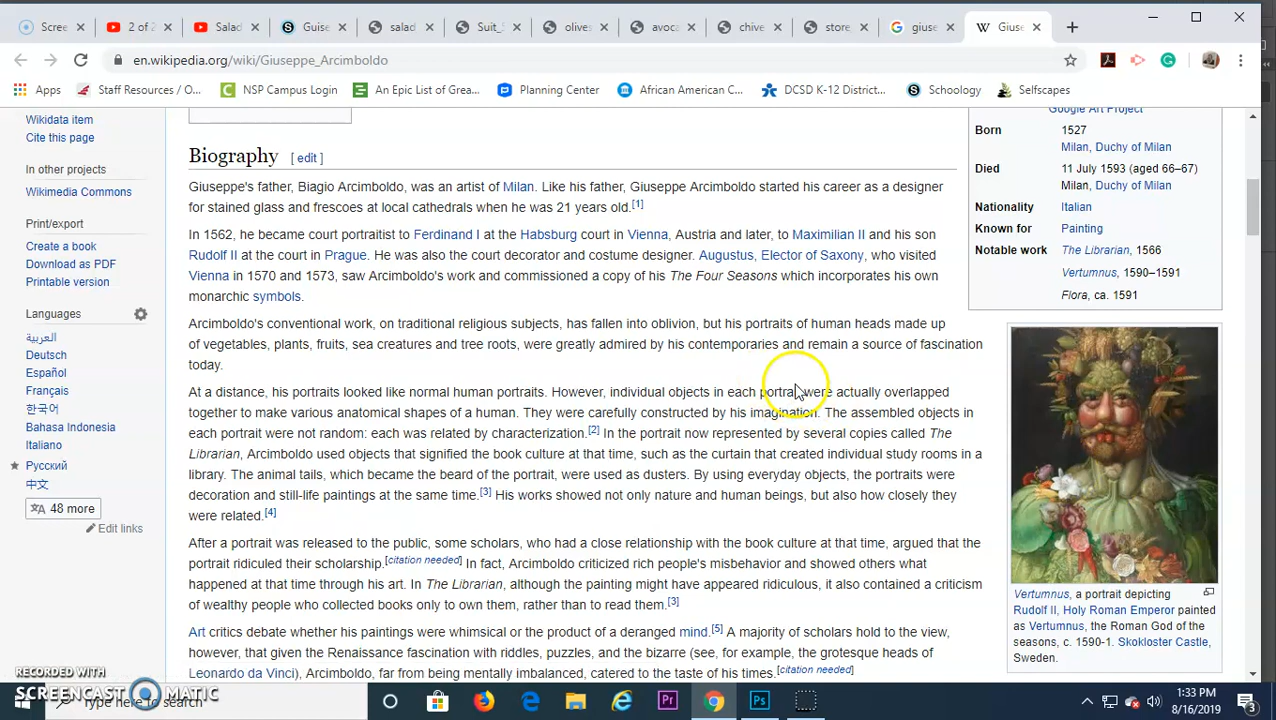 Scree
2 of 2
Salad
Guise
salad
Suit_S
olives
avoca
chive
store
giuse
Gius
en.wikipedia.org/wiki/Giuseppe_Arcimboldo
Apps
Staff Resources / O...
NSP Campus Login
An Epic List of Grea...
Planning Center
African American C...
DCSD K-12 District...
Schoology
Selfscapes
Wikidata item
Cite this page
In other projects
Wikimedia Commons
Print/export
Create a book
Download as PDF
Printable version
Languages
العربية
Deutsch
Español
Français
한국어
Bahasa Indonesia
Italiano
Русский
中文
48 more
Edit links
Biography [ edit ]
Giuseppe's father, Biagio Arcimboldo, was an artist of Milan. Like his father, Giuseppe Arcimboldo started his career as a designer
for stained glass and frescoes at local cathedrals when he was 21 years old.[1]
In 1562, he became court portraitist to Ferdinand I at the Habsburg court in Vienna, Austria and later, to Maximilian II and his son
Rudolf II at the court in Prague. He was also the court decorator and costume designer. Augustus, Elector of Saxony, who visited
Vienna in 1570 and 1573, saw Arcimboldo's work and commissioned a copy of his The Four Seasons which incorporates his own
monarchic symbols.
Arcimboldo's conventional work, on traditional religious subjects, has fallen into oblivion, but his portraits of human heads made up
of vegetables, plants, fruits, sea creatures and tree roots, were greatly admired by his contemporaries and remain a source of fascination
today.
At a distance, his portraits looked like normal human portraits. However, individual objects in each portrait were actually overlapped
together to make various anatomical shapes of a human. They were carefully constructed by his imagination. The assembled objects in
each portrait were not random: each was related by characterization.[2] In the portrait now represented by several copies called The
Librarian, Arcimboldo used objects that signified the book culture at that time, such as the curtain that created individual study rooms in a
library. The animal tails, which became the beard of the portrait, were used as dusters. By using everyday objects, the portraits were
decoration and still-life paintings at the same time.[3] His works showed not only nature and human beings, but also how closely they
were related.[4]
After a portrait was released to the public, some scholars, who had a close relationship with the book culture at that time, argued that the
portrait ridiculed their scholarship.[citation needed] In fact, Arcimboldo criticized rich people's misbehavior and showed others what
happened at that time through his art. In The Librarian, although the painting might have appeared ridiculous, it also contained a criticism
of wealthy people who collected books only to own them, rather than to read them.[3]
Art critics debate whether his paintings were whimsical or the product of a deranged mind.[5] A majority of scholars hold to the view,
however, that given the Renaissance fascination with riddles, puzzles, and the bizarre (see, for example, the grotesque heads of
Leonardo da Vinci), Arcimboldo, far from being mentally imbalanced, catered to the taste of his times.[citation needed]
Google Art Project
Born 1527
Milan, Duchy of Milan
Died 11 July 1593 (aged 66–67)
Milan, Duchy of Milan
Nationality Italian
Known for Painting
Notable work The Librarian, 1566
Vertumnus, 1590–1591
Flora, ca. 1591
Vertumnus, a portrait depicting
Rudolf II, Holy Roman Emperor painted
as Vertumnus, the Roman God of the
seasons, c. 1590-1. Skokloster Castle,
Sweden.
RECORDED WITH
SCREENCAST MATIC
Type here to search
1:33 PM
8/16/2019
3